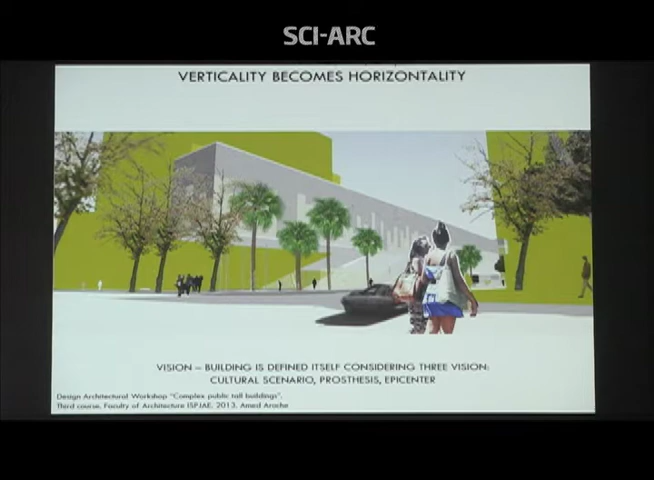 SCI-ARC
VERTICALITY BECOMES HORIZONTALITY
VISION – BUILDING IS DEFINED ITSELF CONSIDERING THREE VISION:
CULTURAL SCENARIO, PROSTHESIS, EPICENTER
Design Architectural Workshop "Complex public tall buildings".
Third course. Faculty of Architecture ISPJAE. 2013. Amed Aroche